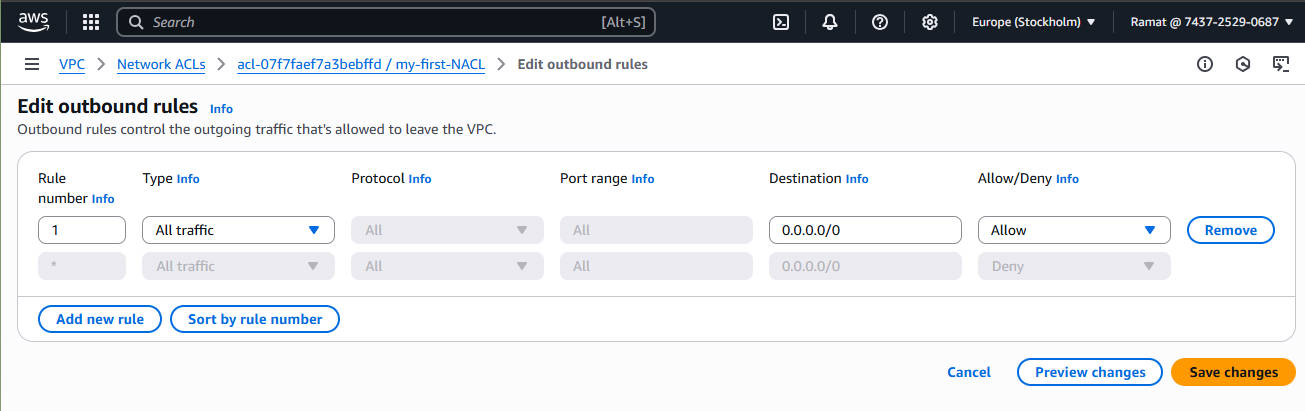 aws Search [Alt+S] Europe (Stockholm) Ramat @ 7437-2529-0687
VPC Network ACLs acl-07f7faef7a3bebffd / my-first-NACL Edit outbound rules
Edit outbound rules Info
Outbound rules control the outgoing traffic that's allowed to leave the VPC.
Rule number Info Type Info Protocol Info Port range Info Destination Info Allow/Deny Info
1 All traffic All All 0.0.0.0/0 Allow Remove
* All traffic All All 0.0.0.0/0 Deny
Add new rule Sort by rule number
Cancel Preview changes Save changes